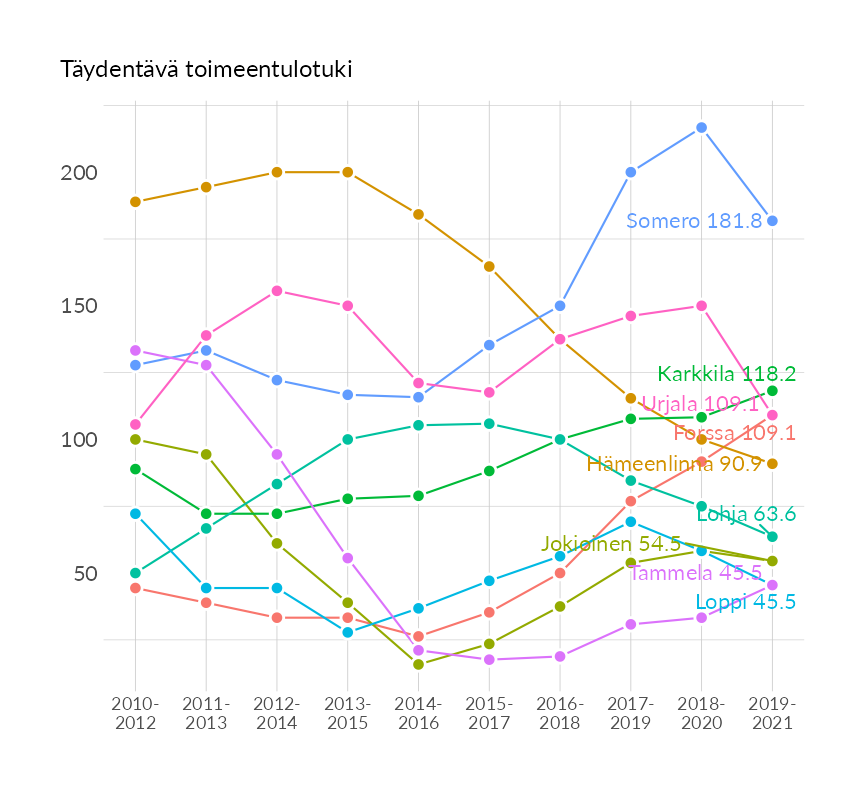 Täydentävä toimeentulotuki
200
150
100
50
Somero 181.8
Karkkila 118.2
Urjala 109.1
Forssa 109.1
Hämeenlinna 90.9
Lohja 63.6
Jokioinen 54.5
Tammela 45.5
Loppi 45.5
2010- 2011- 2012- 2013- 2014- 2015- 2016- 2017- 2018- 2019-
2012 2013 2014 2015 2016 2017 2018 2019 2020 2021